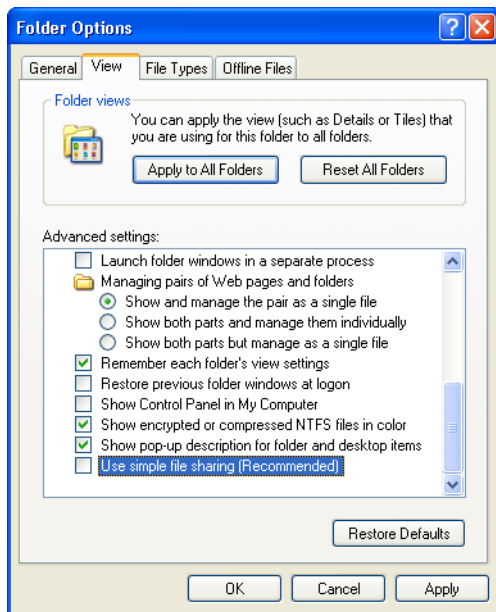 Folder Options
General View File Types Offline Files
Folder views
You can apply the view (such as Details or Tiles) that
you are using for this folder to all folders.
Apply to All Folders Reset All Folders
Advanced settings:
Launch folder windows in a separate process
Managing pairs of Web pages and folders
Show and manage the pair as a single file
Show both parts and manage them individually
Show both parts but manage as a single file
Remember each folder's view settings
Restore previous folder windows at logon
Show Control Panel in My Computer
Show encrypted or compressed NTFS files in color
Show pop-up description for folder and desktop items
Use simple file sharing (Recommended)
Restore Defaults
OK Cancel Apply